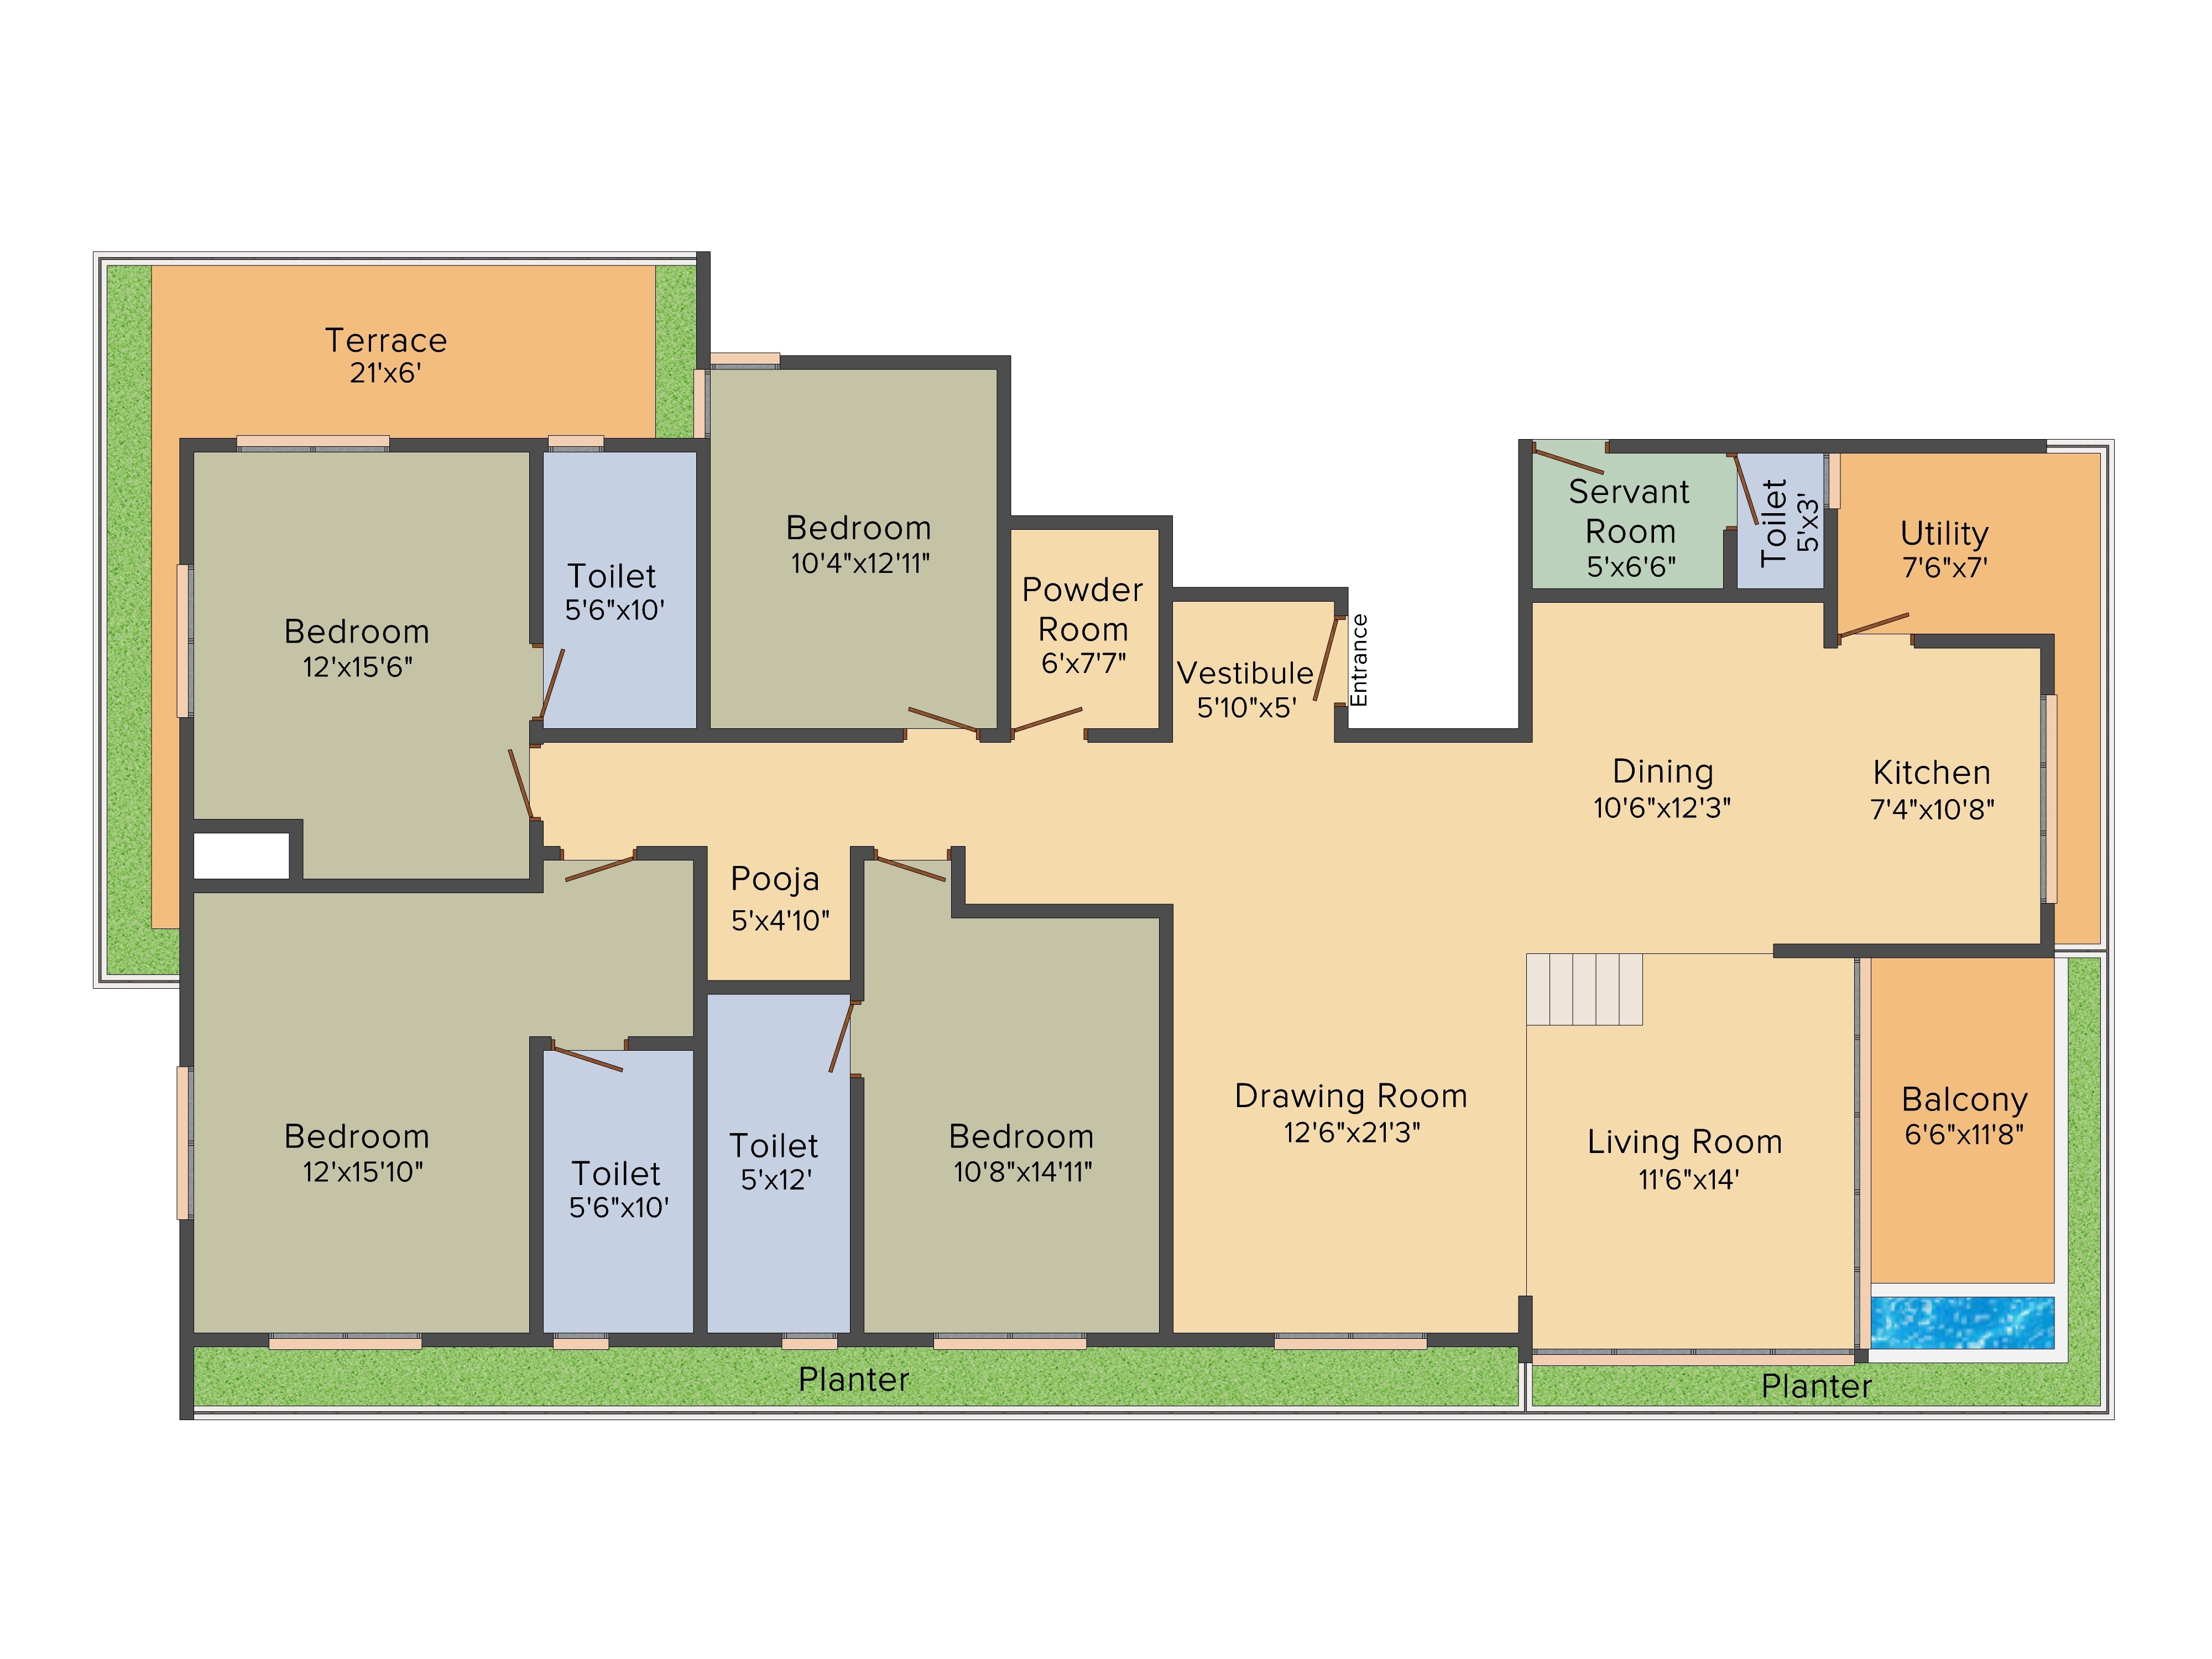 Terrace
21'x6'
Bedroom
12'x15'6"
Toilet
5'6"x10'
Bedroom
10'4"x12'11"
Powder
Room
6'x7'7"
Vestibule
5'10"x5'
Entrance
Servant
Room
5'x6'6"
Toilet
5'x3'
Utility
7'6"x7'
Dining
10'6"x12'3"
Kitchen
7'4"x10'8"
Pooja
5'x4'10"
Bedroom
12'x15'10"
Toilet
5'6"x10'
Toilet
5'x12'
Bedroom
10'8"x14'11"
Drawing Room
12'6"x21'3"
Living Room
11'6"x14'
Balcony
6'6"x11'8"
Planter
Planter